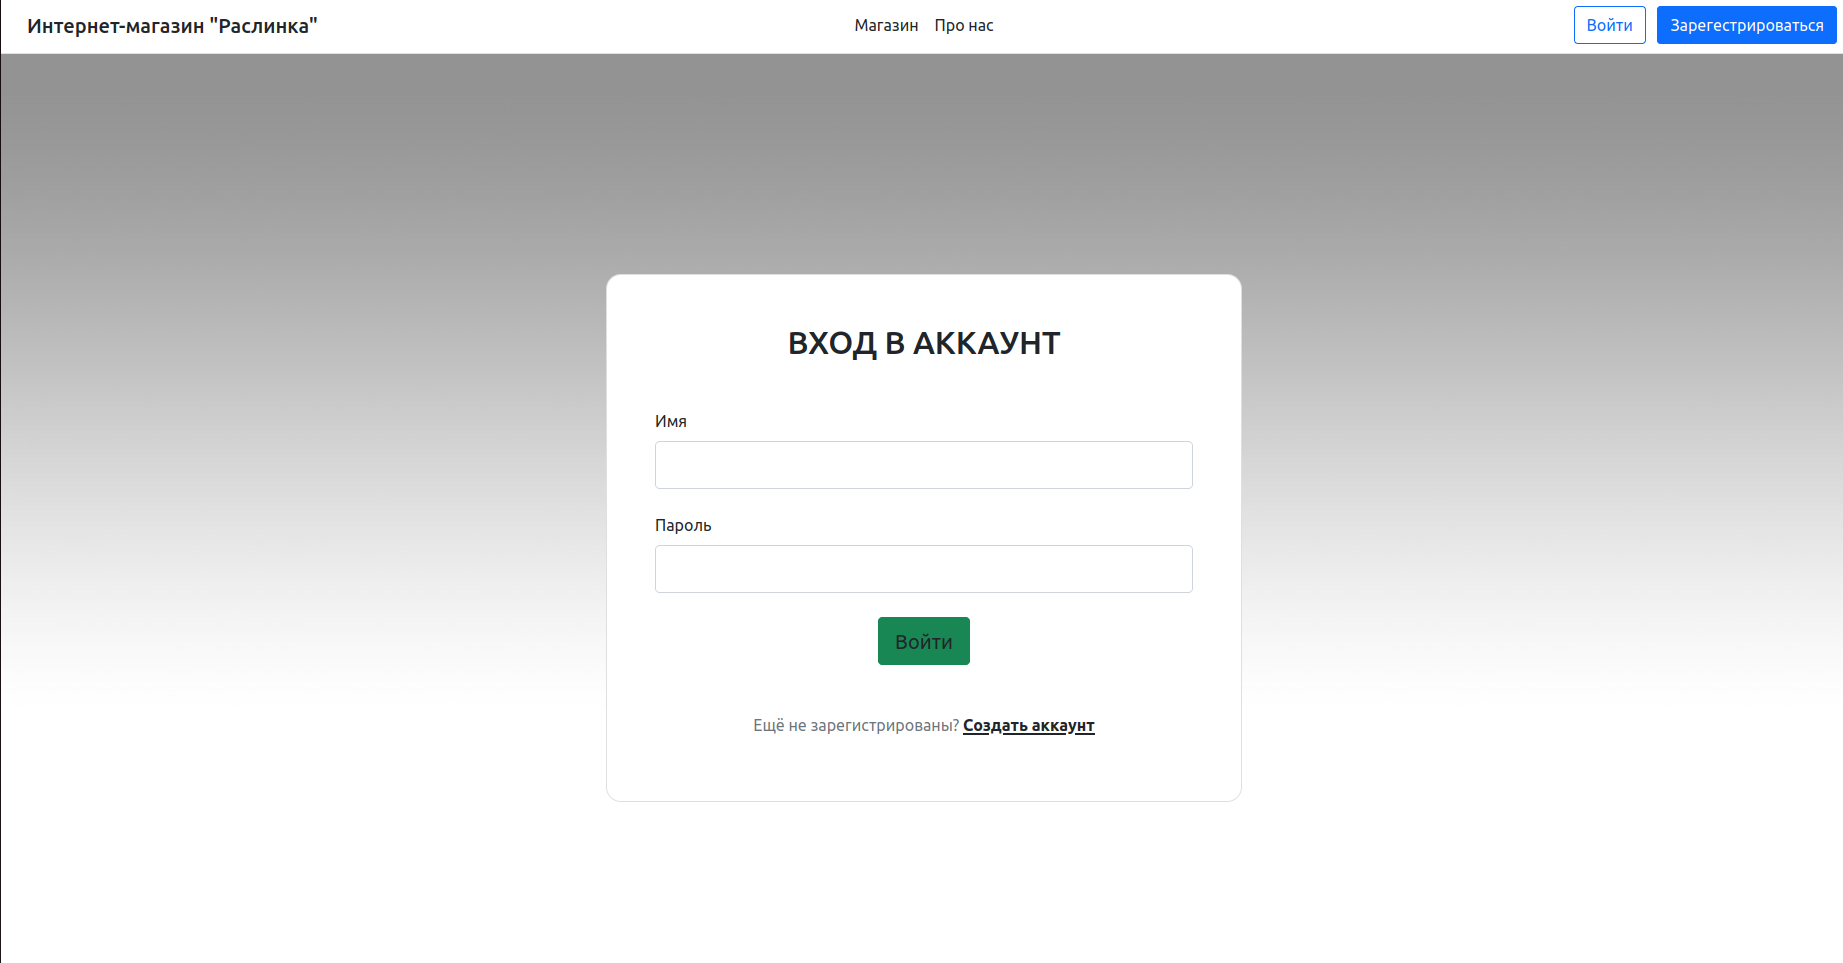 Интернет-магазин "Раслинка"
Магазин Про нас
Войти Зарегестрироваться
ВХОД В АККАУНТ
Имя
Пароль
Войти
Ещё не зарегистрированы? Создать аккаунт